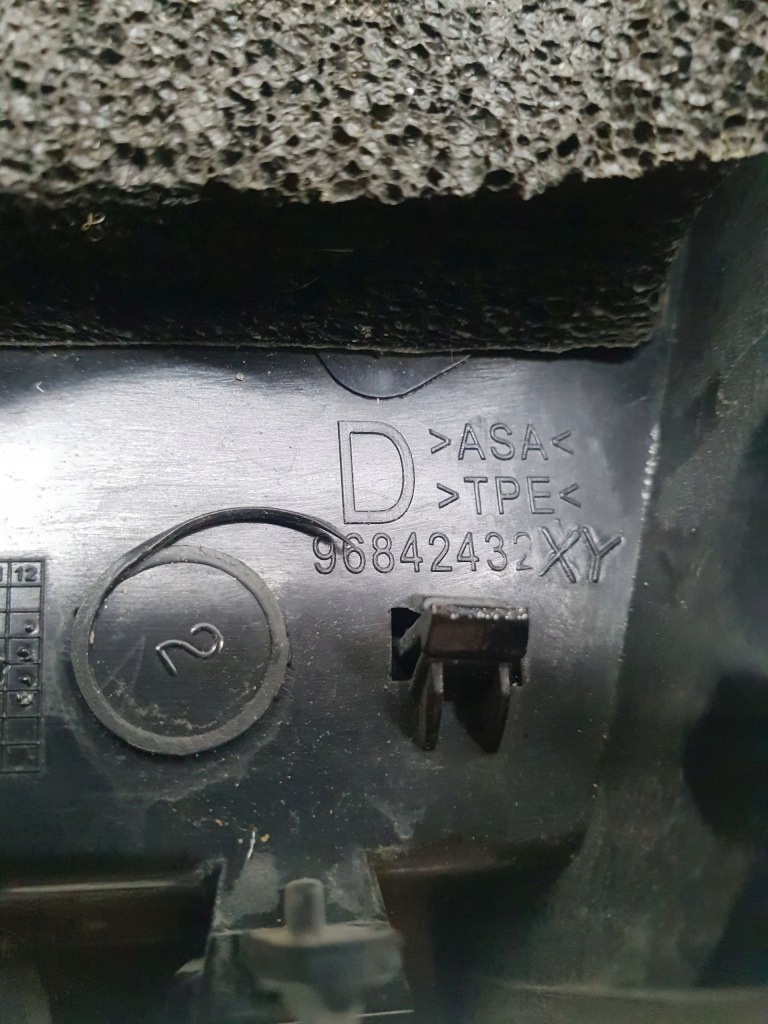 D >ASA<
>TPE<
96842432XY
12
2